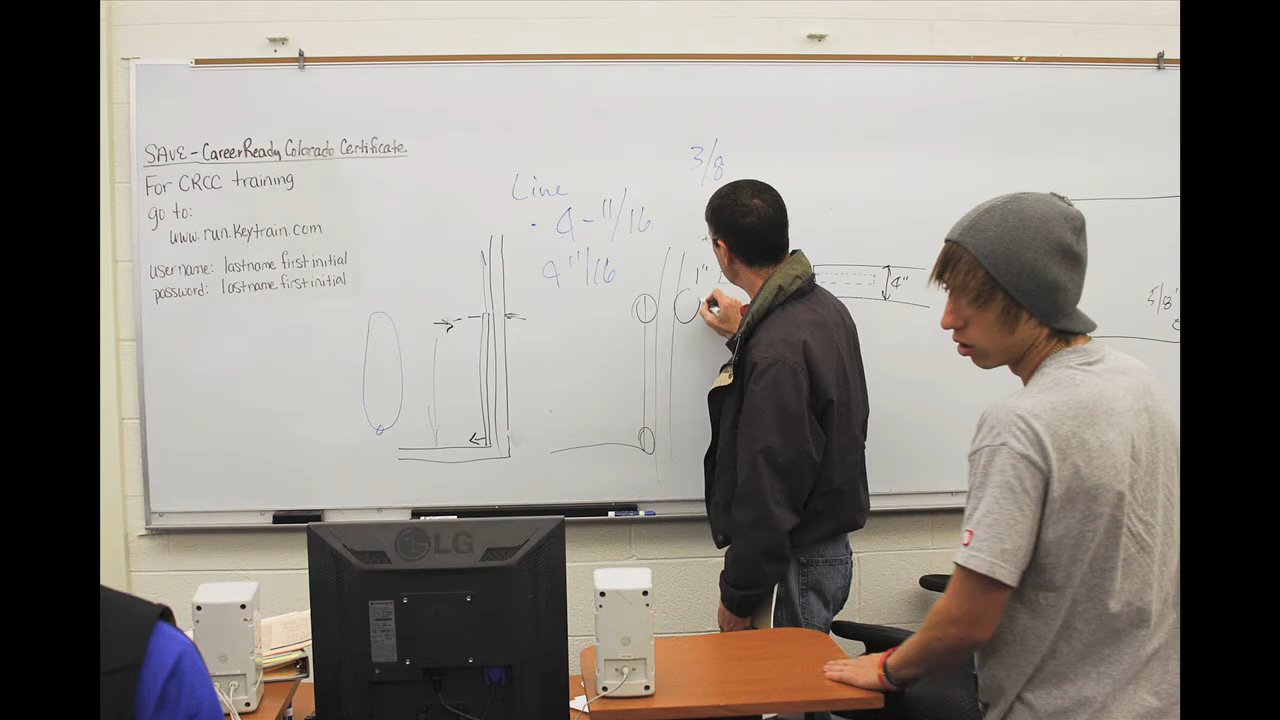 SAVE - CareerReady Colorado Certificate.
For CRCC training
go to:
www.run.Keytrain.com
username: lastname first initial
password: lastname first initial
3/8
Line
• 4 - 11/16
4 11/16
1"
4"
5/8"
LG